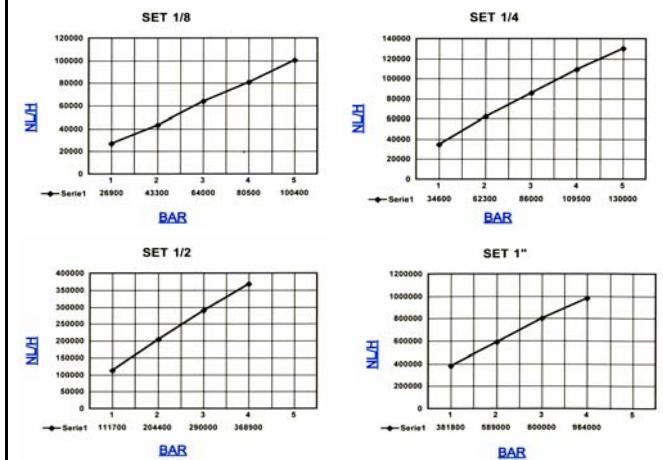 SET 1/8
120000
100000
80000
60000
40000
20000
0
NL/H
1 2 3 4 5
Serie1 26900 43300 64000 80500 100400
BAR
SET 1/4
140000
120000
100000
80000
60000
40000
20000
0
NL/H
1 2 3 4 5
Serie1 34600 62300 86000 109500 130000
BAR
SET 1/2
400000
350000
300000
250000
200000
150000
100000
50000
0
NL/H
1 2 3 4 5
Serie1 111700 204400 290000 368900
BAR
SET 1"
1200000
1000000
800000
600000
400000
200000
0
NL/H
1 2 3 4 5
Serie1 381800 589000 800000 984000
BAR